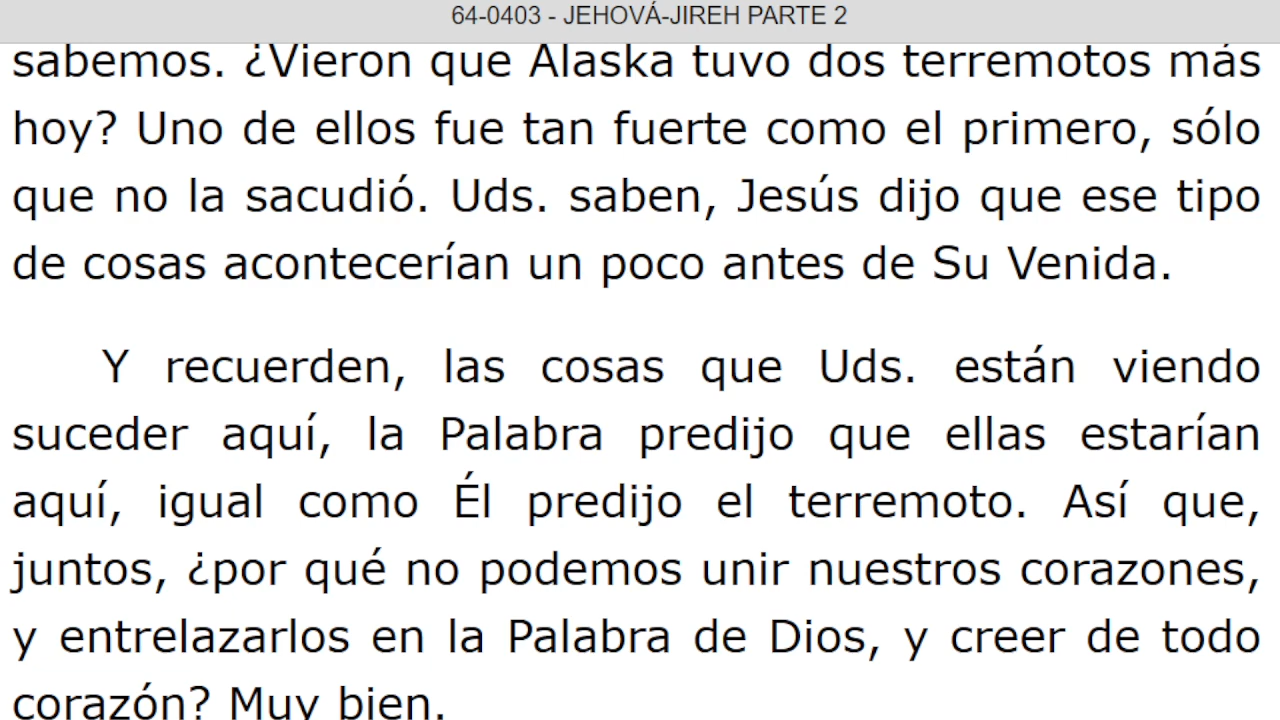 64-0403 - JEHOVÁ-JIREH PARTE 2
sabemos. ¿Vieron que Alaska tuvo dos terremotos más
hoy? Uno de ellos fue tan fuerte como el primero, sólo
que no la sacudió. Uds. saben, Jesús dijo que ese tipo
de cosas acontecerían un poco antes de Su Venida.
Y recuerden, las cosas que Uds. están viendo
suceder aquí, la Palabra predijo que ellas estarían
aquí, igual como Él predijo el terremoto. Así que,
juntos, ¿por qué no podemos unir nuestros corazones,
y entrelazarlos en la Palabra de Dios, y creer de todo
corazón? Muy bien.